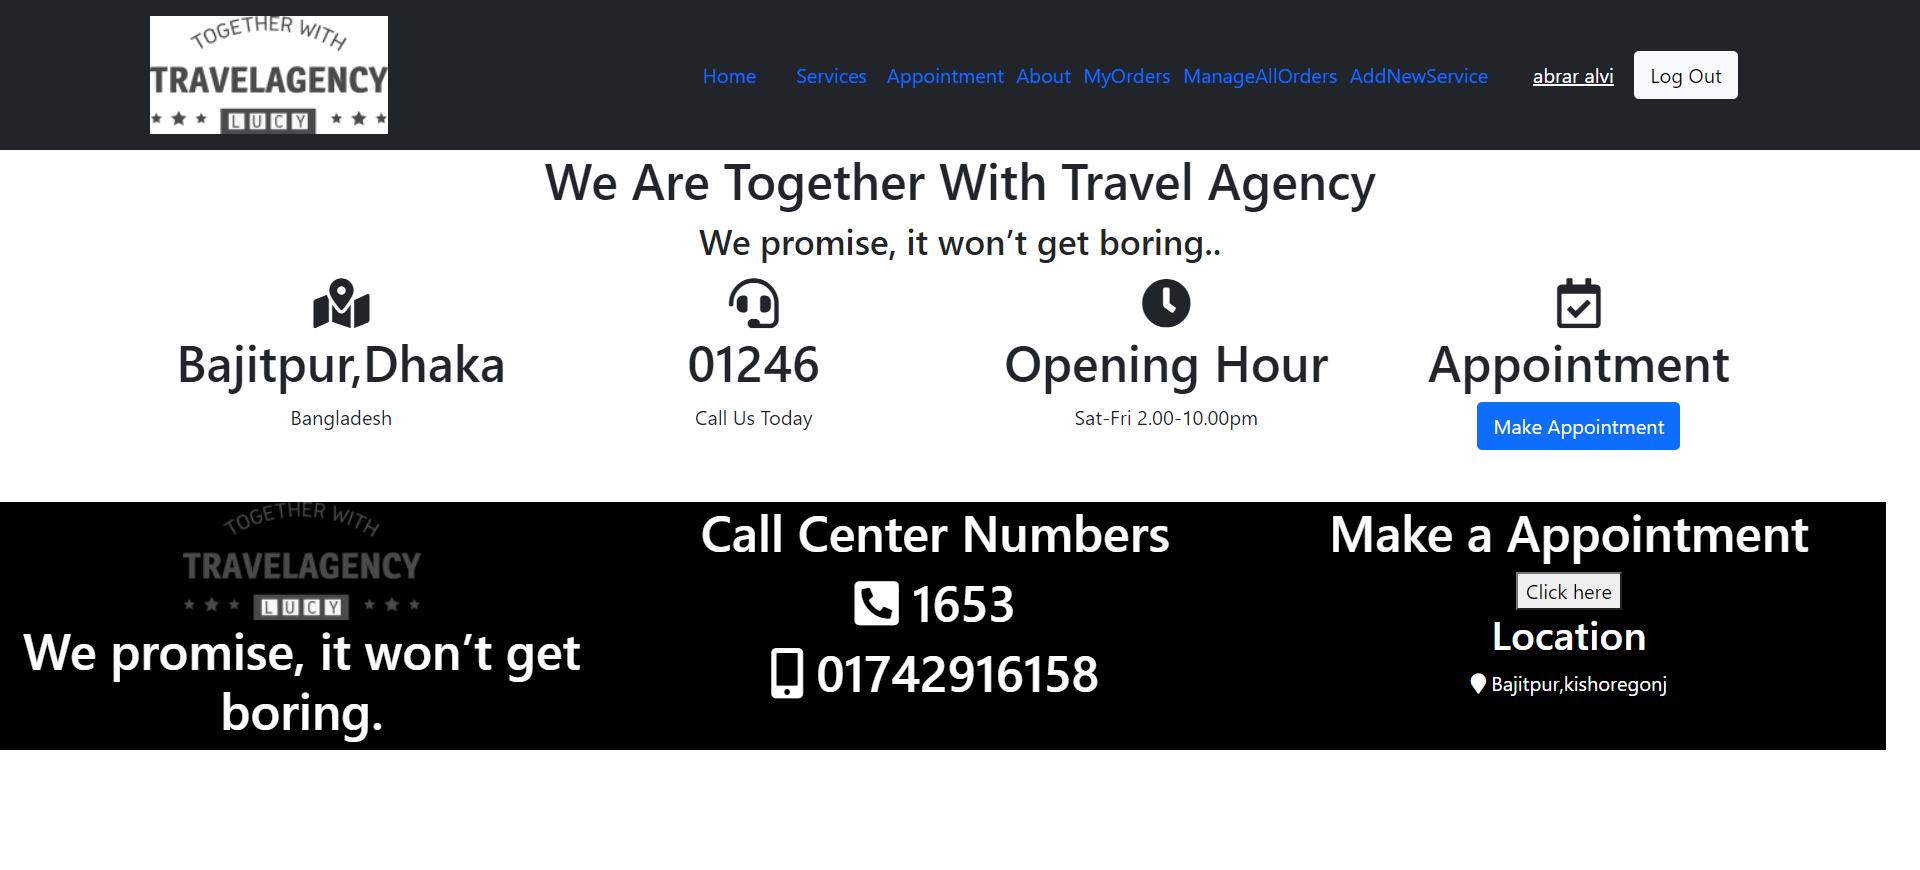 TOGETHER WITH
TRAVELAGENCY
LUCY
Home Services Appointment About MyOrders ManageAllOrders AddNewService abrar alvi Log Out
We Are Together With Travel Agency
We promise, it won’t get boring..
Bajitpur,Dhaka
Bangladesh
01246
Call Us Today
Opening Hour
Sat-Fri 2.00-10.00pm
Appointment
Make Appointment
TOGETHER WITH
TRAVELAGENCY
LUCY
We promise, it won’t get
boring.
Call Center Numbers
1653
01742916158
Make a Appointment
Click here
Location
Bajitpur,kishoregonj